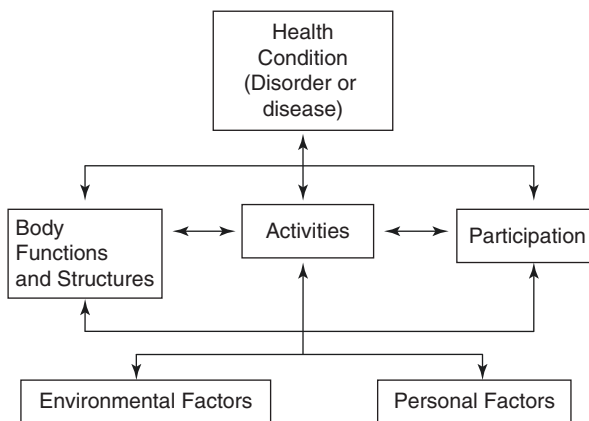 Health
Condition
(Disorder or
disease)
Body
Functions
and Structures
Activities
Participation
Environmental Factors
Personal Factors